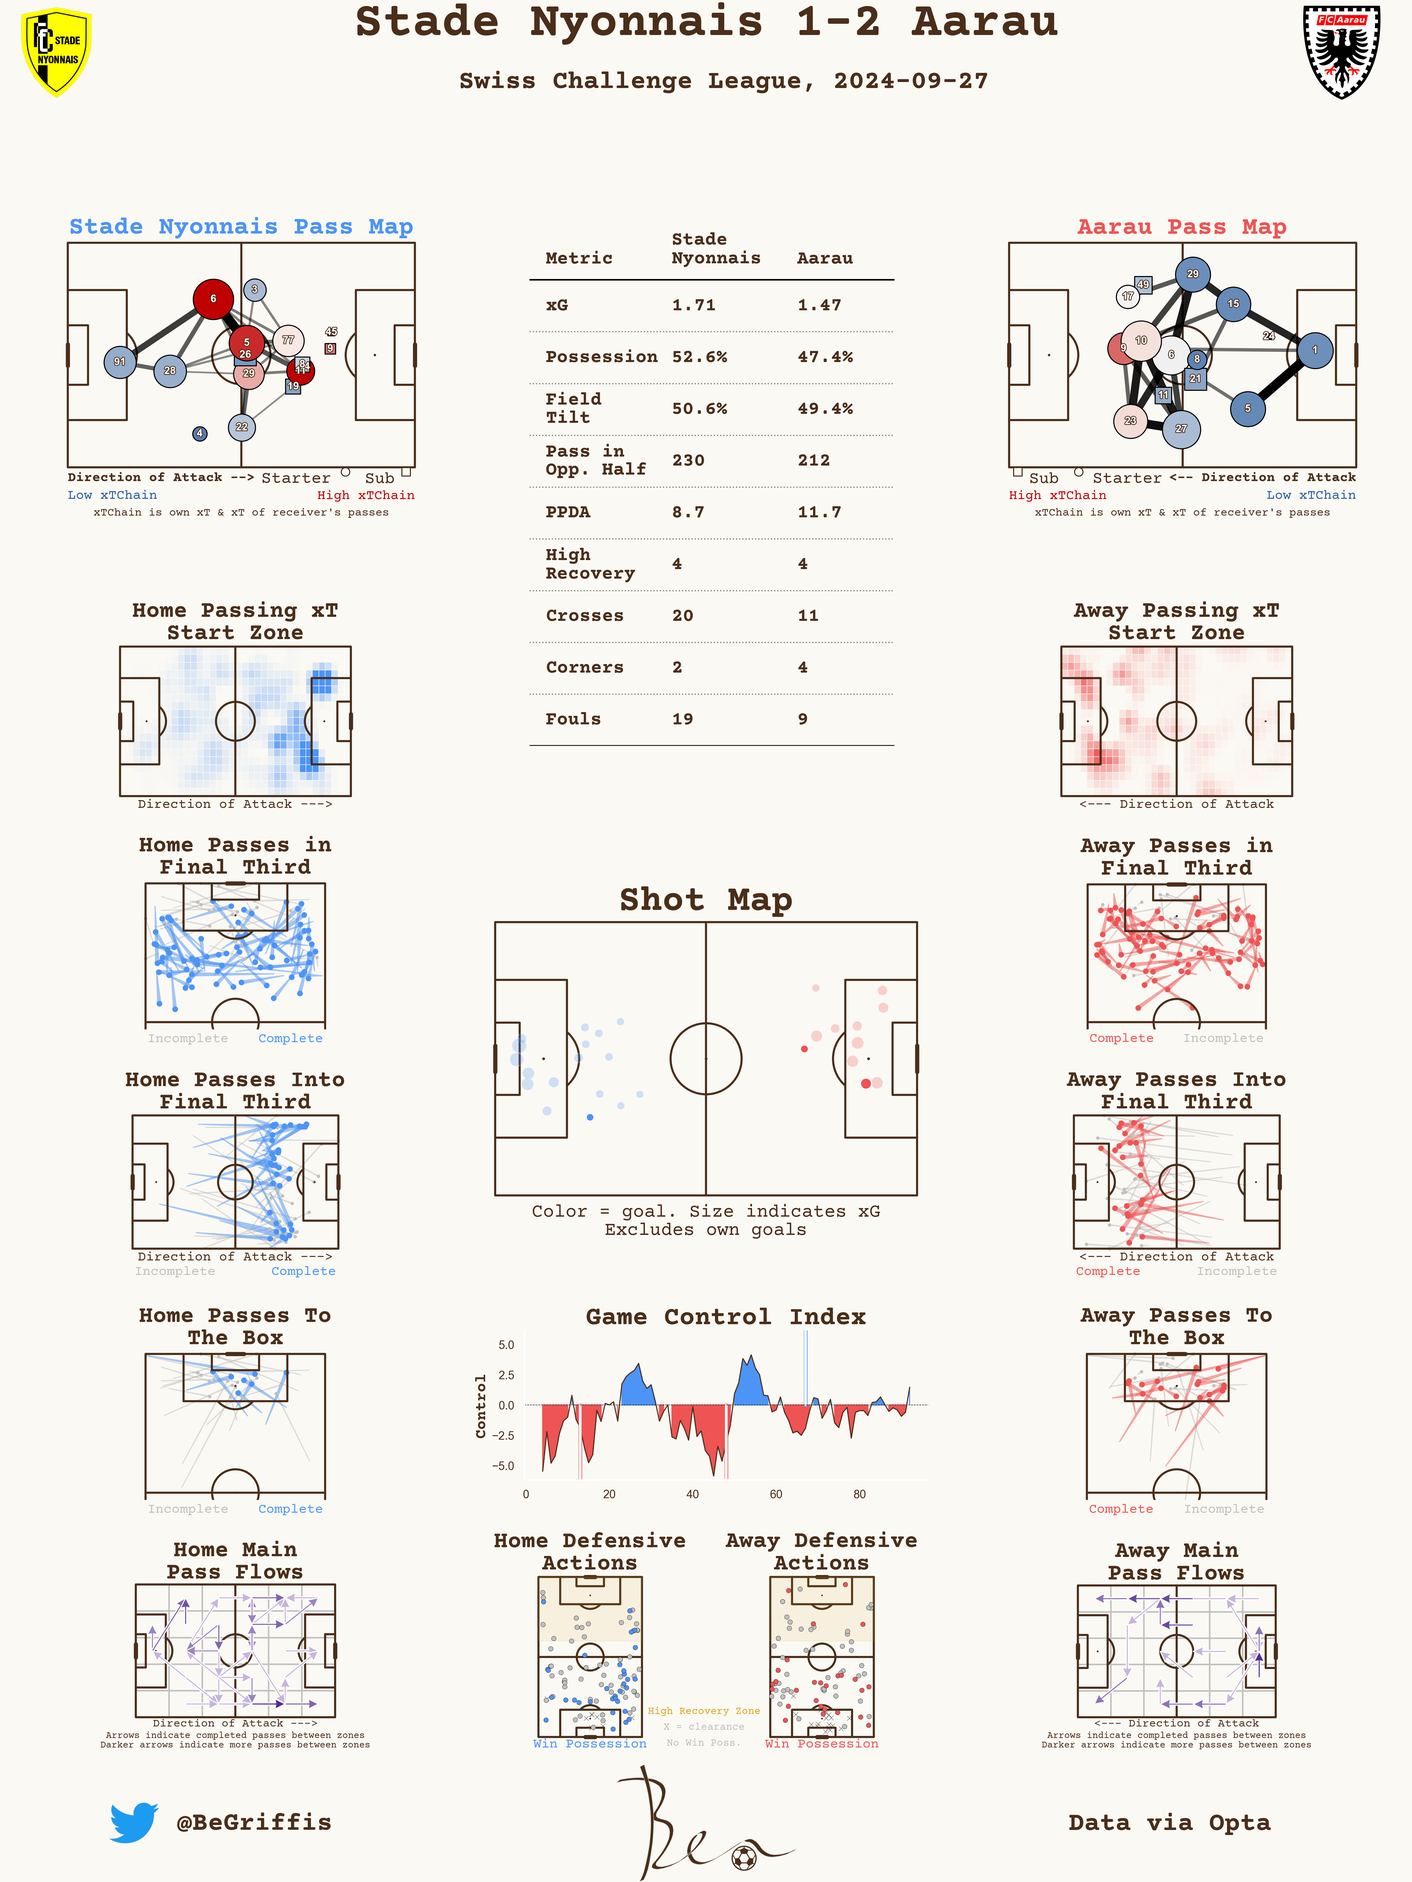 Stade Nyonnais 1-2 Aarau
Swiss Challenge League, 2024-09-27
STADE
NYONNAIS
FC Aarau
Stade Nyonnais Pass Map
6
3
5
26
77
45
9
91
28
29
8
11
19
22
4
Direction of Attack --> Starter Sub
Low xTChain High xTChain
xTChain is own xT & xT of receiver's passes
Metric Stade Nyonnais Aarau
xG 1.71 1.47
Possession 52.6% 47.4%
Field Tilt 50.6% 49.4%
Pass in Opp. Half 230 212
PPDA 8.7 11.7
High Recovery 4 4
Crosses 20 11
Corners 2 4
Fouls 19 9
Aarau Pass Map
29
49
17
15
24
10
9
6
8
1
21
11
5
23
27
Sub Starter <-- Direction of Attack
High xTChain Low xTChain
xTChain is own xT & xT of receiver's passes
Home Passing xT
Start Zone
Direction of Attack --->
Away Passing xT
Start Zone
<--- Direction of Attack
Home Passes in
Final Third
Incomplete Complete
Away Passes in
Final Third
Complete Incomplete
Shot Map
Color = goal. Size indicates xG
Excludes own goals
Home Passes Into
Final Third
Direction of Attack --->
Incomplete Complete
Away Passes Into
Final Third
<--- Direction of Attack
Complete Incomplete
Home Passes To
The Box
Incomplete Complete
Game Control Index
Control
5.0
2.5
0.0
−2.5
−5.0
0 20 40 60 80
Away Passes To
The Box
Complete Incomplete
Home Main
Pass Flows
Direction of Attack --->
Arrows indicate completed passes between zones
Darker arrows indicate more passes between zones
Home Defensive
Actions
Win Possession
High Recovery Zone
X = clearance
No Win Poss.
Away Defensive
Actions
Win Possession
Away Main
Pass Flows
<--- Direction of Attack
Arrows indicate completed passes between zones
Darker arrows indicate more passes between zones
@BeGriffis
Ben
Data via Opta